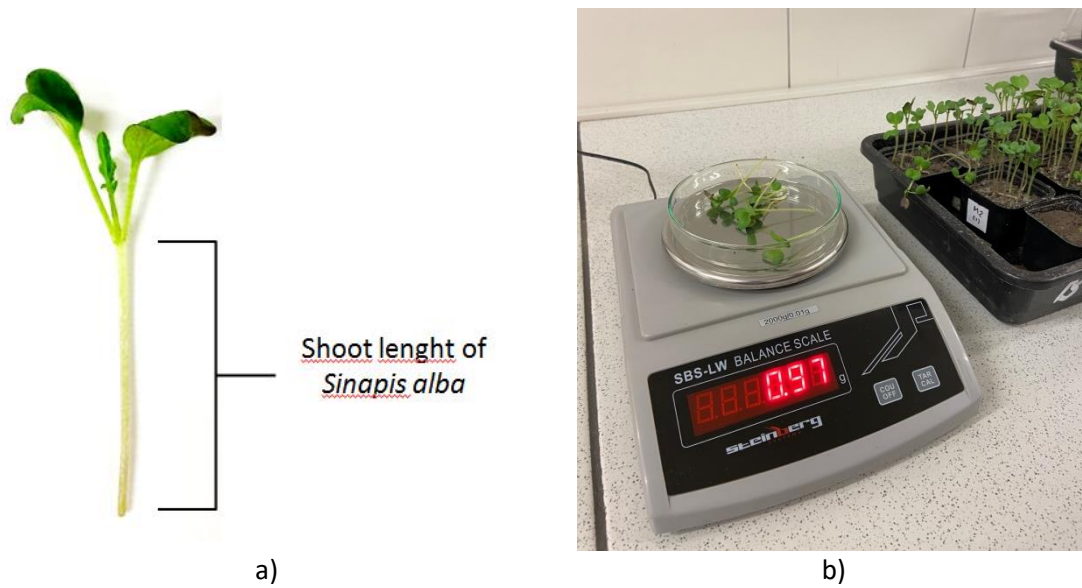 Shoot lenght of
Sinapis alba
a)
2000g/0.01g
SBS-LW BALANCE SCALE
0.97 g
COU OFF
TAR CAL
steinberg
b)